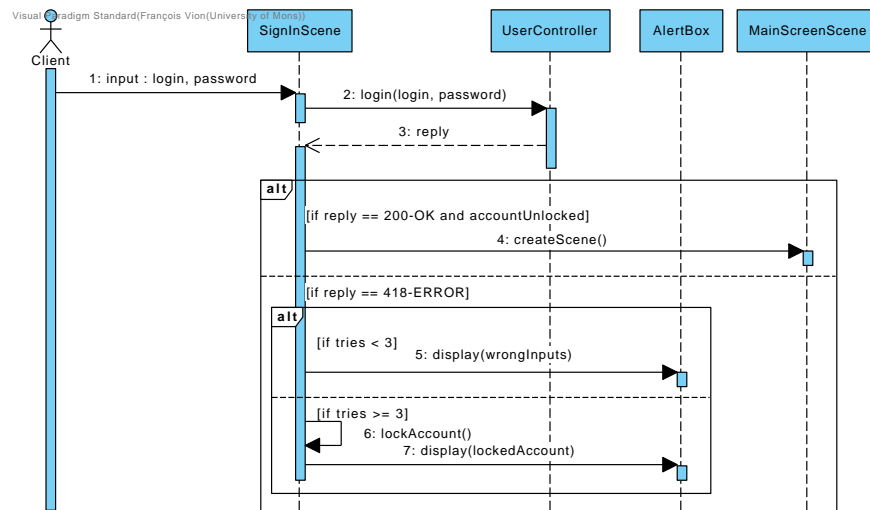 Visual Paradigm Standard(François Vion(University of Mons))
Client
SignInScene
UserController
AlertBox
MainScreenScene
1: input : login, password
2: login(login, password)
3: reply
alt
[if reply == 200-OK and accountUnlocked]
4: createScene()
[if reply == 418-ERROR]
alt
[if tries < 3]
5: display(wrongInputs)
[if tries >= 3]
6: lockAccount()
7: display(lockedAccount)